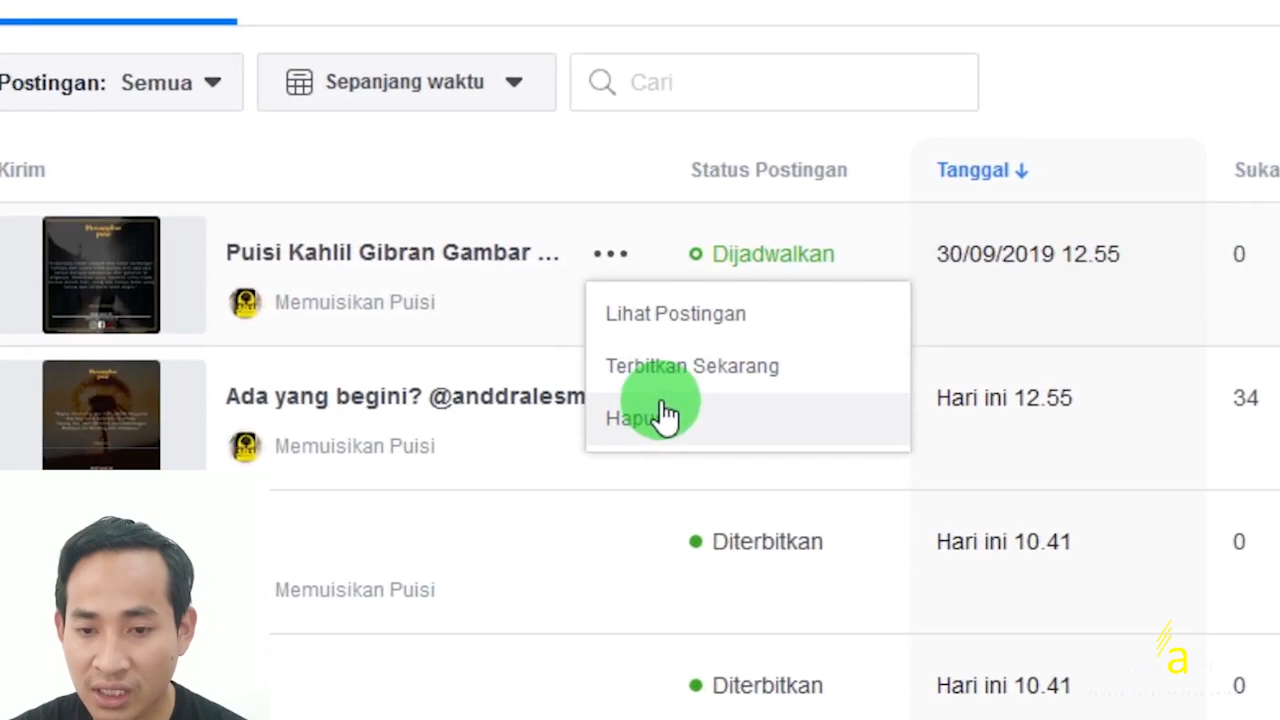 Postingan: Semua
Sepanjang waktu
Cari
Kirim
Status Postingan
Tanggal
Suka
Puisi Kahlil Gibran Gambar ...
Dijadwalkan
30/09/2019 12.55
0
Memuisikan Puisi
Lihat Postingan
Terbitkan Sekarang
Ada yang begini? @anddralesm
Hapus
Hari ini 12.55
34
Memuisikan Puisi
Diterbitkan
Hari ini 10.41
0
Memuisikan Puisi
Diterbitkan
Hari ini 10.41
0
a